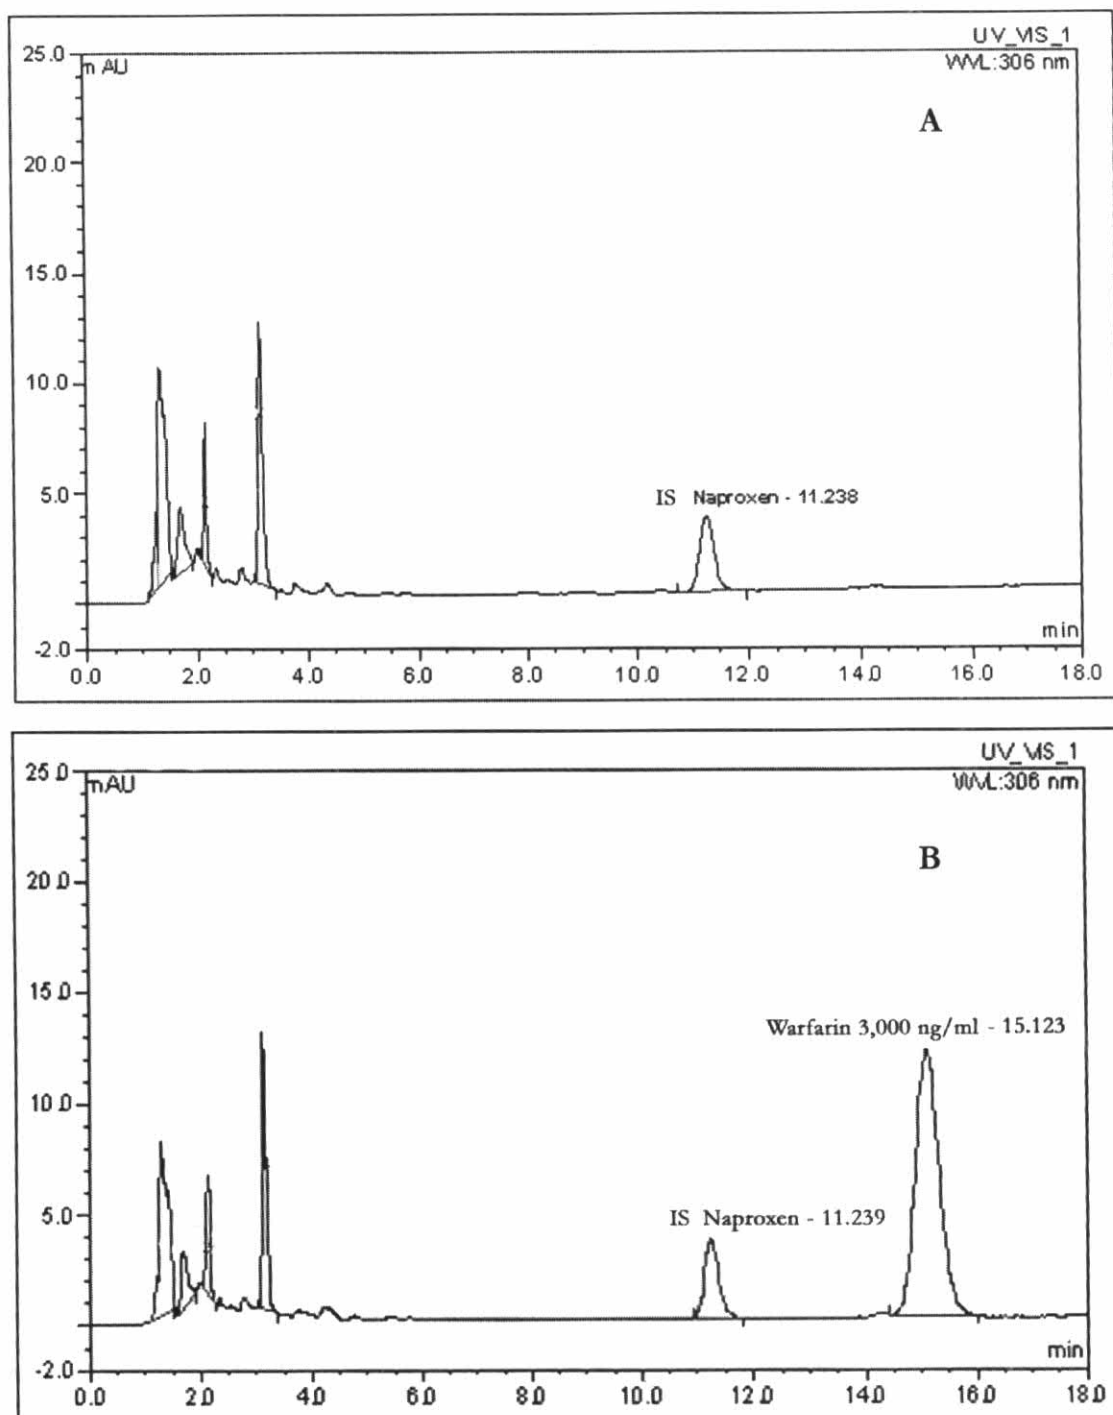 UV_VIS_1
25.0
mAU
WVL:306 nm
A
20.0
15.0
10.0
5.0
IS Naproxen - 11.238
-2.0
min
0.0 2.0 4.0 6.0 8.0 10.0 12.0 14.0 16.0 18.0
UV_VIS_1
25.0
mAU
WVL:306 nm
B
20.0
15.0
Warfarin 3,000 ng/ml - 15.123
10.0
5.0
IS Naproxen - 11.239
-2.0
min
0.0 2.0 4.0 6.0 8.0 10.0 12.0 14.0 16.0 18.0